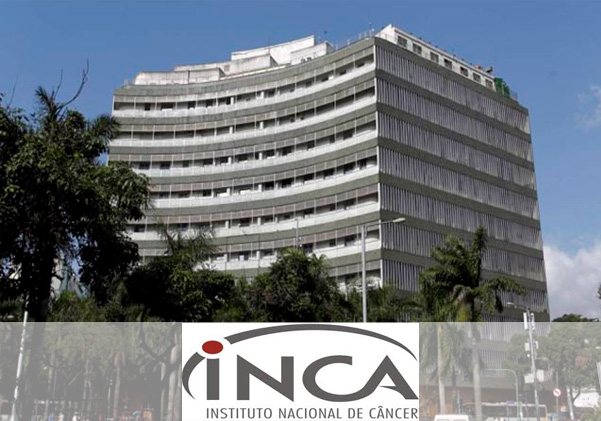 INCA
INSTITUTO NACIONAL DE CÂNCER